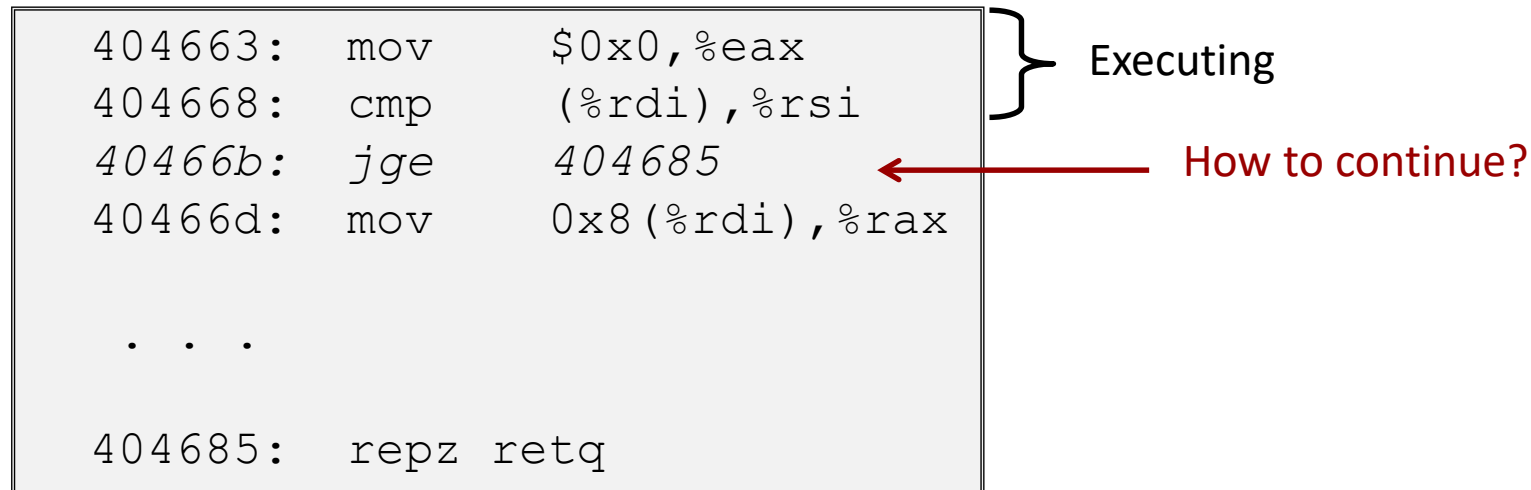 404663: mov $0x0,%eax
Executing
404668: cmp (%rdi),%rsi
40466b: jge 404685
How to continue?
40466d: mov 0x8(%rdi),%rax
. . .
404685: repz retq